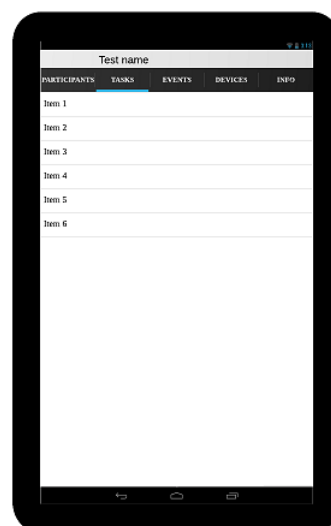 Test name
PARTICIPANTS TASKS EVENTS DEVICES INFO
Item 1
Item 2
Item 3
Item 4
Item 5
Item 6